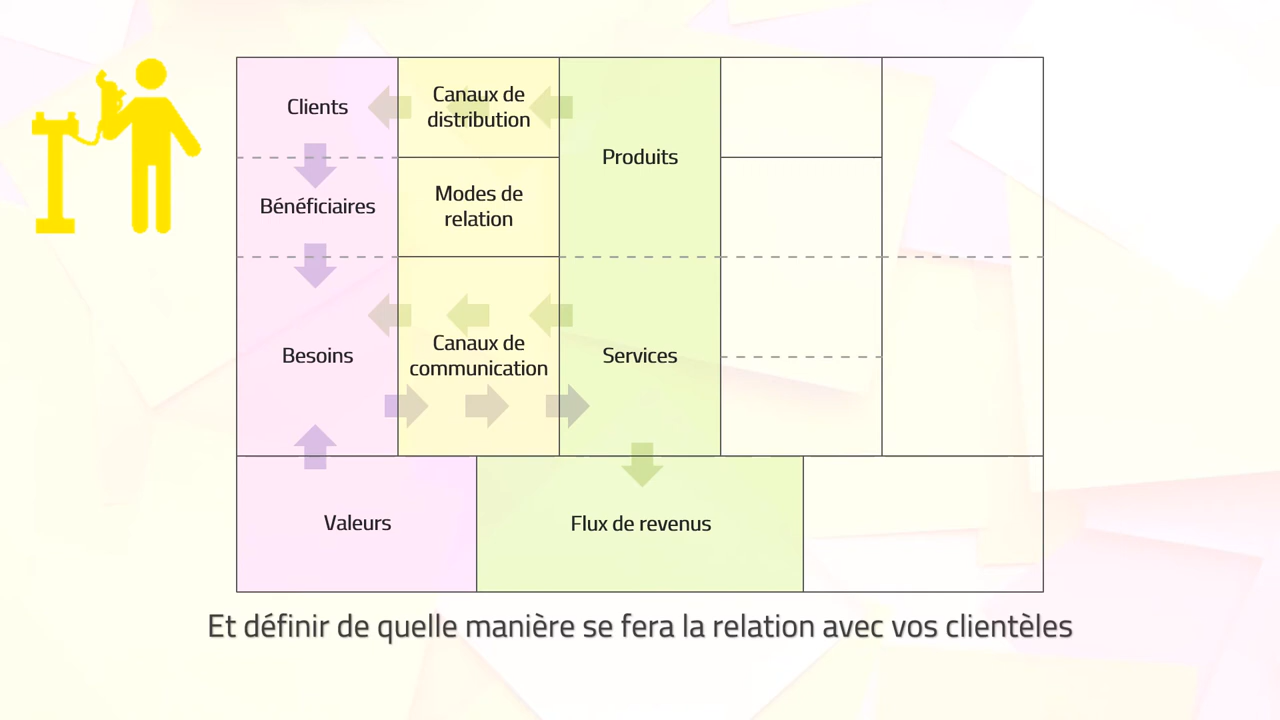 Clients
Canaux de
distribution
Produits
Bénéficiaires
Modes de
relation
Besoins
Canaux de
communication
Services
Valeurs
Flux de revenus
Et définir de quelle manière se fera la relation avec vos clientèles